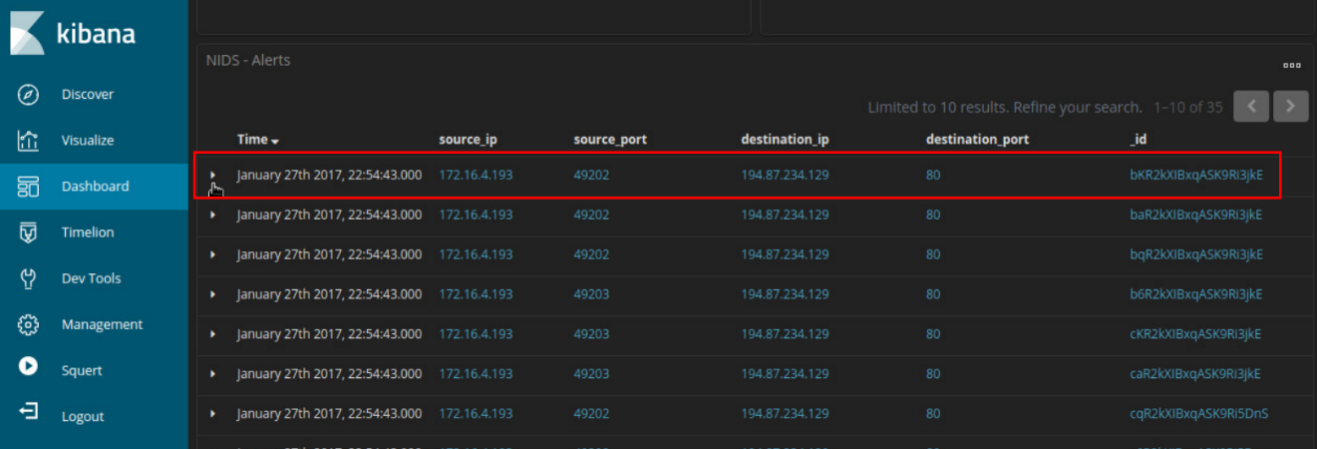 kibana
Discover
Visualize
Dashboard
Timelion
Dev Tools
Management
Squert
Logout
NIDS - Alerts
Limited to 10 results. Refine your search. 1–10 of 35
Time source_ip source_port destination_ip destination_port _id
January 27th 2017, 22:54:43.000 172.16.4.193 49202 194.87.234.129 80 bKR2kXIBxqASK9Ri3jkE
January 27th 2017, 22:54:43.000 172.16.4.193 49202 194.87.234.129 80 baR2kXIBxqASK9Ri3jkE
January 27th 2017, 22:54:43.000 172.16.4.193 49202 194.87.234.129 80 bqR2kXIBxqASK9Ri3jkE
January 27th 2017, 22:54:43.000 172.16.4.193 49203 194.87.234.129 80 b6R2kXIBxqASK9Ri3jkE
January 27th 2017, 22:54:43.000 172.16.4.193 49203 194.87.234.129 80 cKR2kXIBxqASK9Ri3jkE
January 27th 2017, 22:54:43.000 172.16.4.193 49203 194.87.234.129 80 caR2kXIBxqASK9Ri3jkE
January 27th 2017, 22:54:43.000 172.16.4.193 49202 194.87.234.129 80 cqR2kXIBxqASK9Ri5DnS